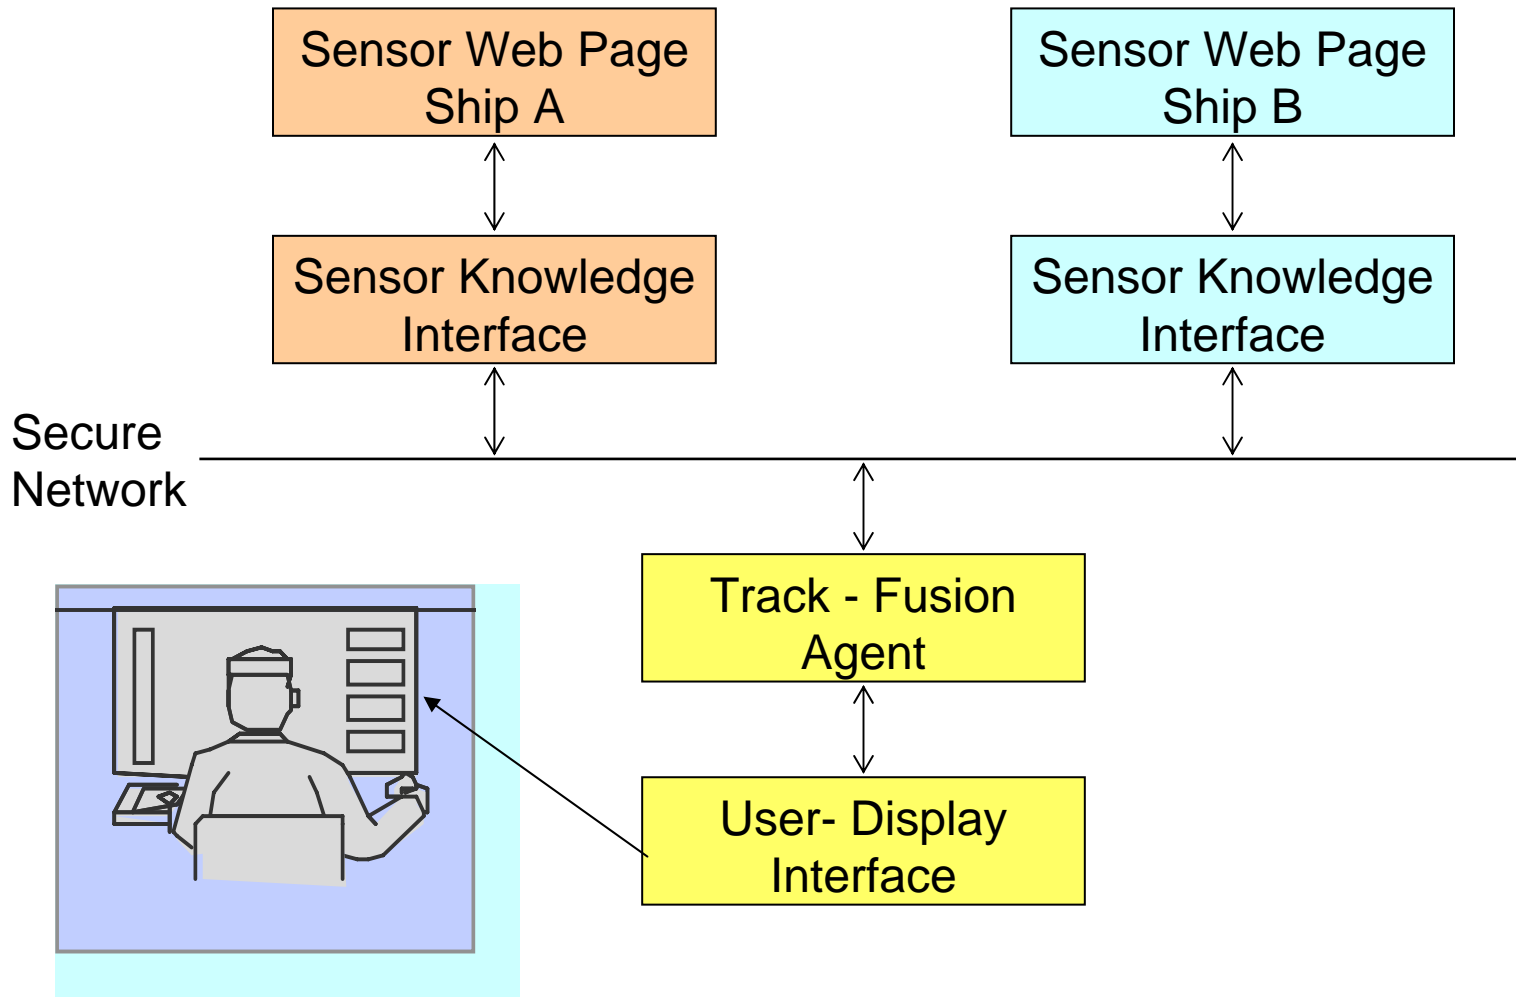 Sensor Web Page
Ship A
Sensor Web Page
Ship B
Sensor Knowledge
Interface
Sensor Knowledge
Interface
Secure
Network
Track - Fusion
Agent
User- Display
Interface